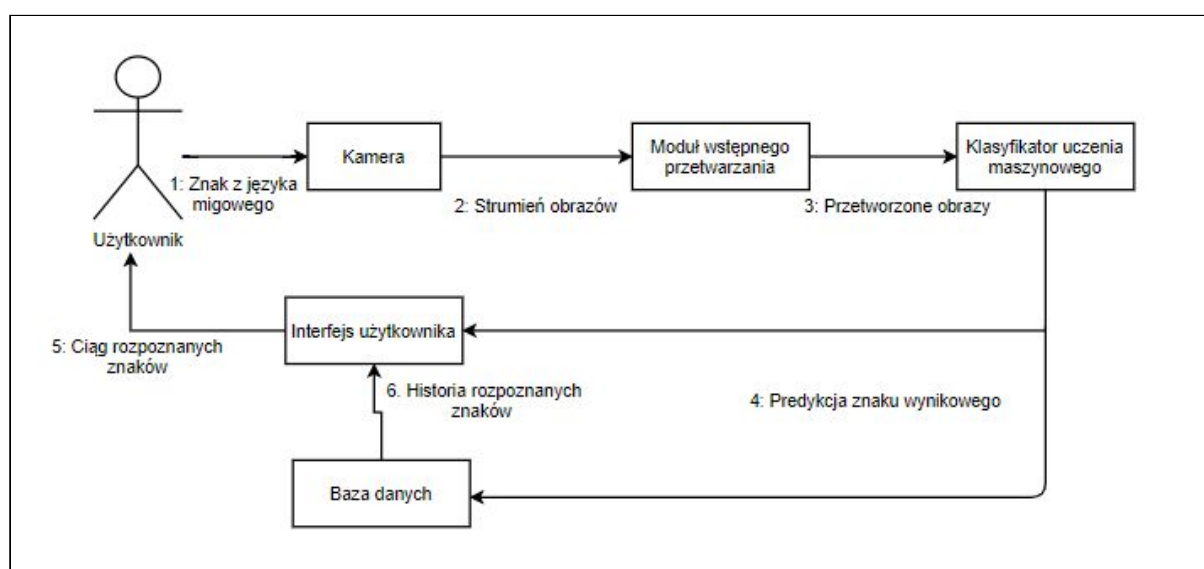 Kamera
Moduł wstępnego
przetwarzania
Klasyfikator uczenia
maszynowego
1: Znak z języka
migowego
2: Strumień obrazów
3: Przetworzone obrazy
Użytkownik
Interfejs użytkownika
5: Ciąg rozpoznanych
znaków
6. Historia rozpoznanych
znaków
4: Predykcja znaku wynikowego
Baza danych